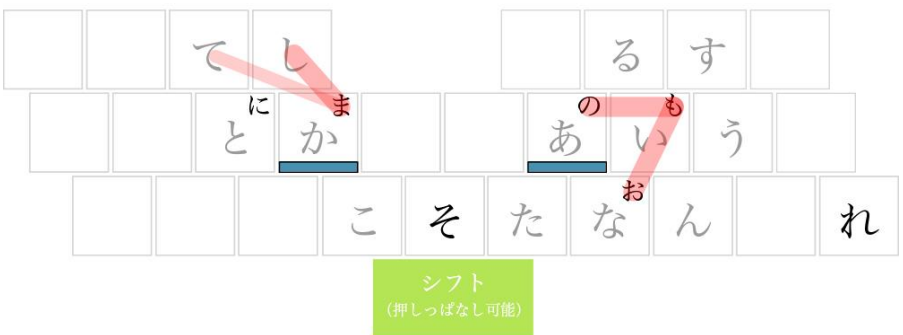 て し る す
に ま の も
と か あ い う
お
こ そ た な ん れ
シフト
(押しっぱなし可能)